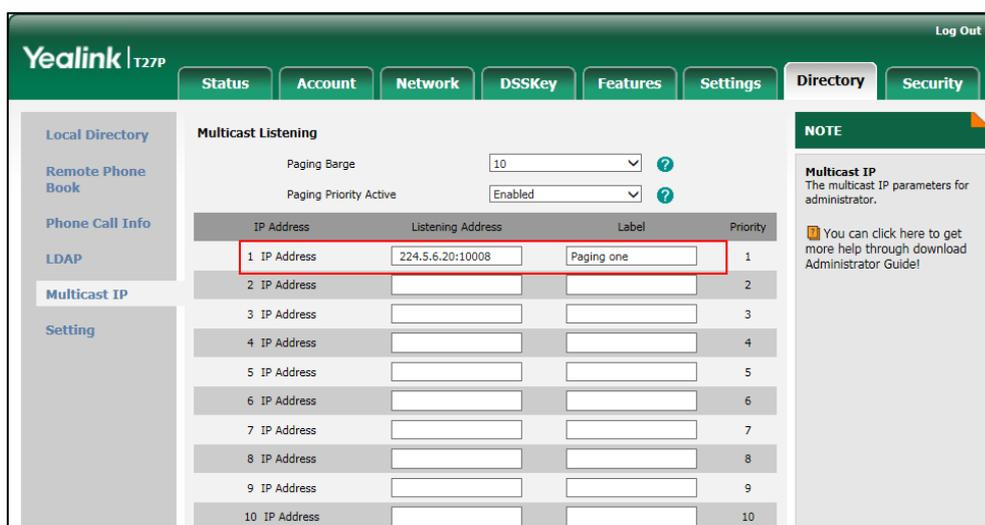 Log Out
Yealink | T27P
Status Account Network DSSKey Features Settings Directory Security
Local Directory
Remote Phone
Book
Phone Call Info
LDAP
Multicast IP
Setting
Multicast Listening
Paging Barge 10 ?
Paging Priority Active Enabled ?
IP Address Listening Address Label Priority
1 IP Address 224.5.6.20:10008 Paging one 1
2 IP Address 2
3 IP Address 3
4 IP Address 4
5 IP Address 5
6 IP Address 6
7 IP Address 7
8 IP Address 8
9 IP Address 9
10 IP Address 10
NOTE
Multicast IP
The multicast IP parameters for
administrator.
You can click here to get
more help through download
Administrator Guide!